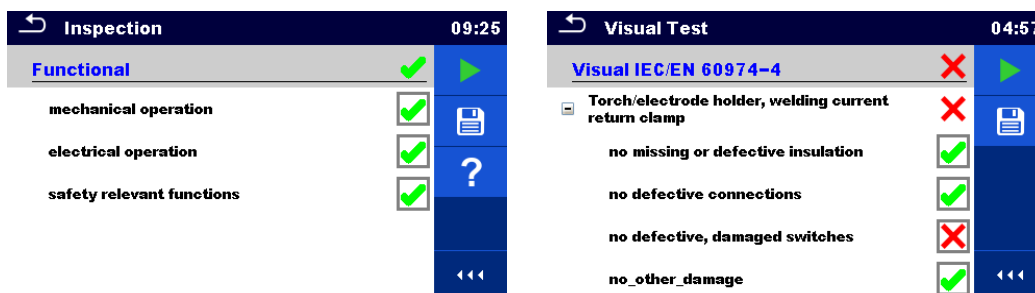 Inspection
09:25
Functional
mechanical operation
electrical operation
safety relevant functions
?
Visual Test
04:57
Visual IEC/EN 60974-4
Torch/electrode holder, welding current
return clamp
no missing or defective insulation
no defective connections
no defective, damaged switches
no_other_damage